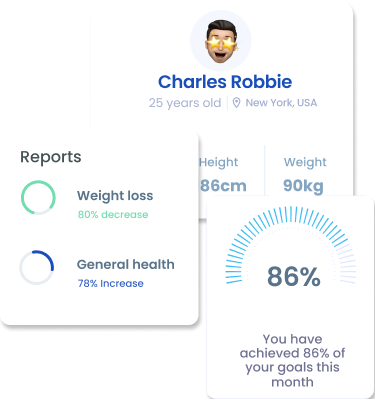 Charles Robbie
25 years old
New York, USA
Height
Weight
86cm
90kg
Reports
Weight loss
80% decrease
General health
78% Increase
86%
You have
achieved 86% of
your goals this
month